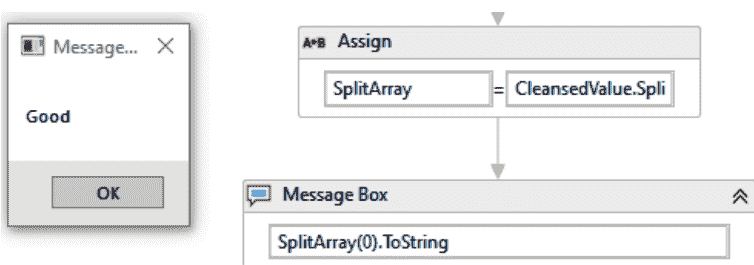 Message...
Good
OK
A+B Assign
SplitArray = CleansedValue.Spli
Message Box
SplitArray(0).ToString